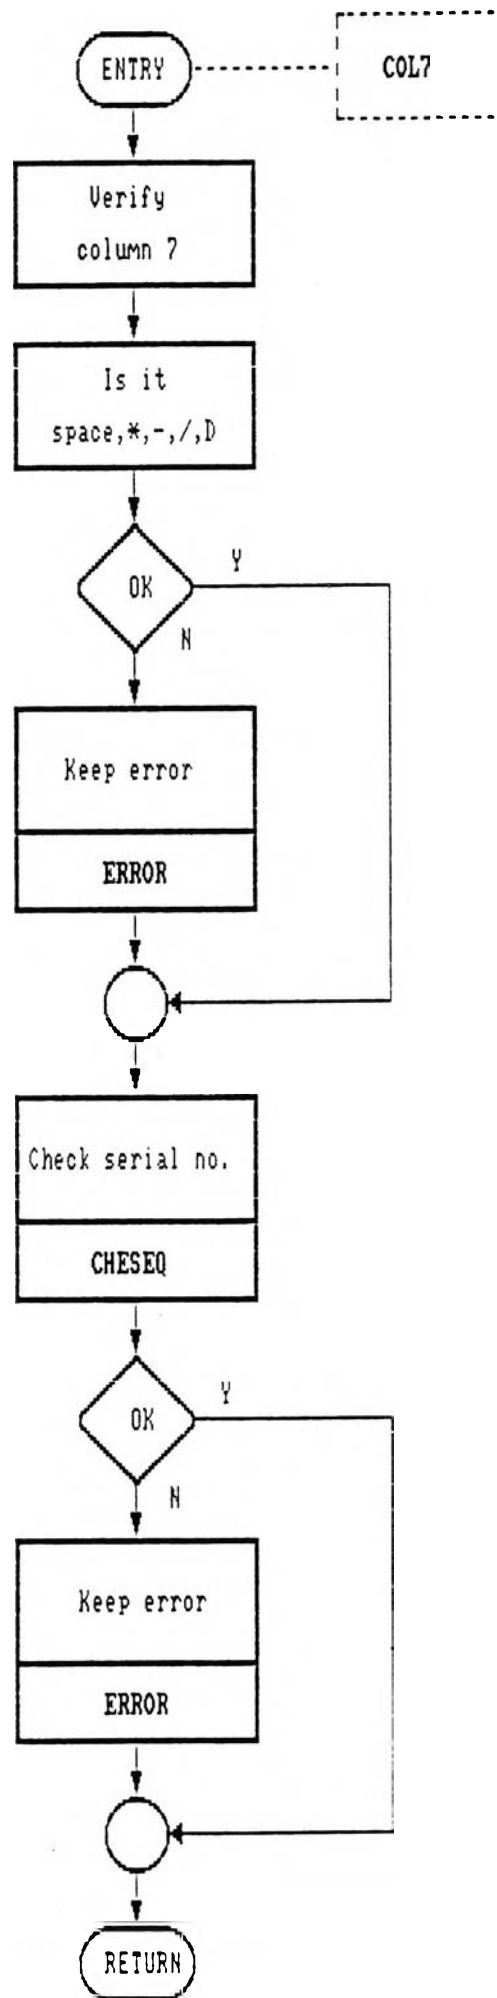 ENTRY
COL7
Verify
column 7
Is it
space,*,-,/,D
OK
Y
N
Keep error
ERROR
Check serial no.
CHESEQ
OK
Y
N
Keep error
ERROR
RETURN